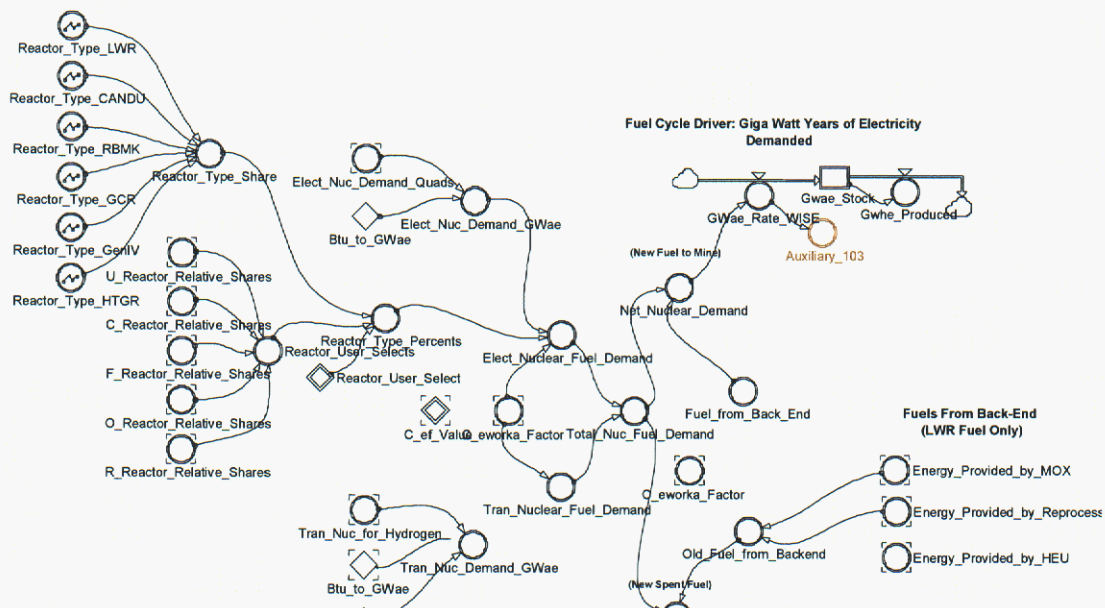 Reactor_Type_LWR
Reactor_Type_CANDU
Reactor_Type_RBMK
Reactor_Type_GCR
Reactor_Type_GenIV
Reactor_Type_HTGR
Reactor_Type_Share
U_Reactor_Relative_Shares
C_Reactor_Relative_Shares
F_Reactor_Relative_Shares
O_Reactor_Relative_Shares
R_Reactor_Relative_Shares
Reactor_User_Selects
Reactor_Type_Percents
Reactor_User_Select
Elect_Nuc_Demand_Quads
Btu_to_GWae
Elect_Nuc_Demand_GWae
Elect_Nuclear_Fuel_Demand
C_ef_Value
C_eworka_Factor
Total_Nuc_Fuel_Demand
Tran_Nuclear_Fuel_Demand
C_eworka_Factor
Tran_Nuc_for_Hydrogen
Btu_to_GWae
Tran_Nuc_Demand_GWae
Fuel Cycle Driver: Giga Watt Years of Electricity
Demanded
GWae_Rate_WISE
Gwae_Stock
Gwhe_Produced
Auxiliary_103
(New Fuel to Mine)
Net_Nuclear_Demand
Fuel_from_Back_End
Fuels From Back-End
(LWR Fuel Only)
Energy_Provided_by_MOX
Energy_Provided_by_Reprocess
Energy_Provided_by_HEU
Old_Fuel_from_Backend
(New Spent Fuel)